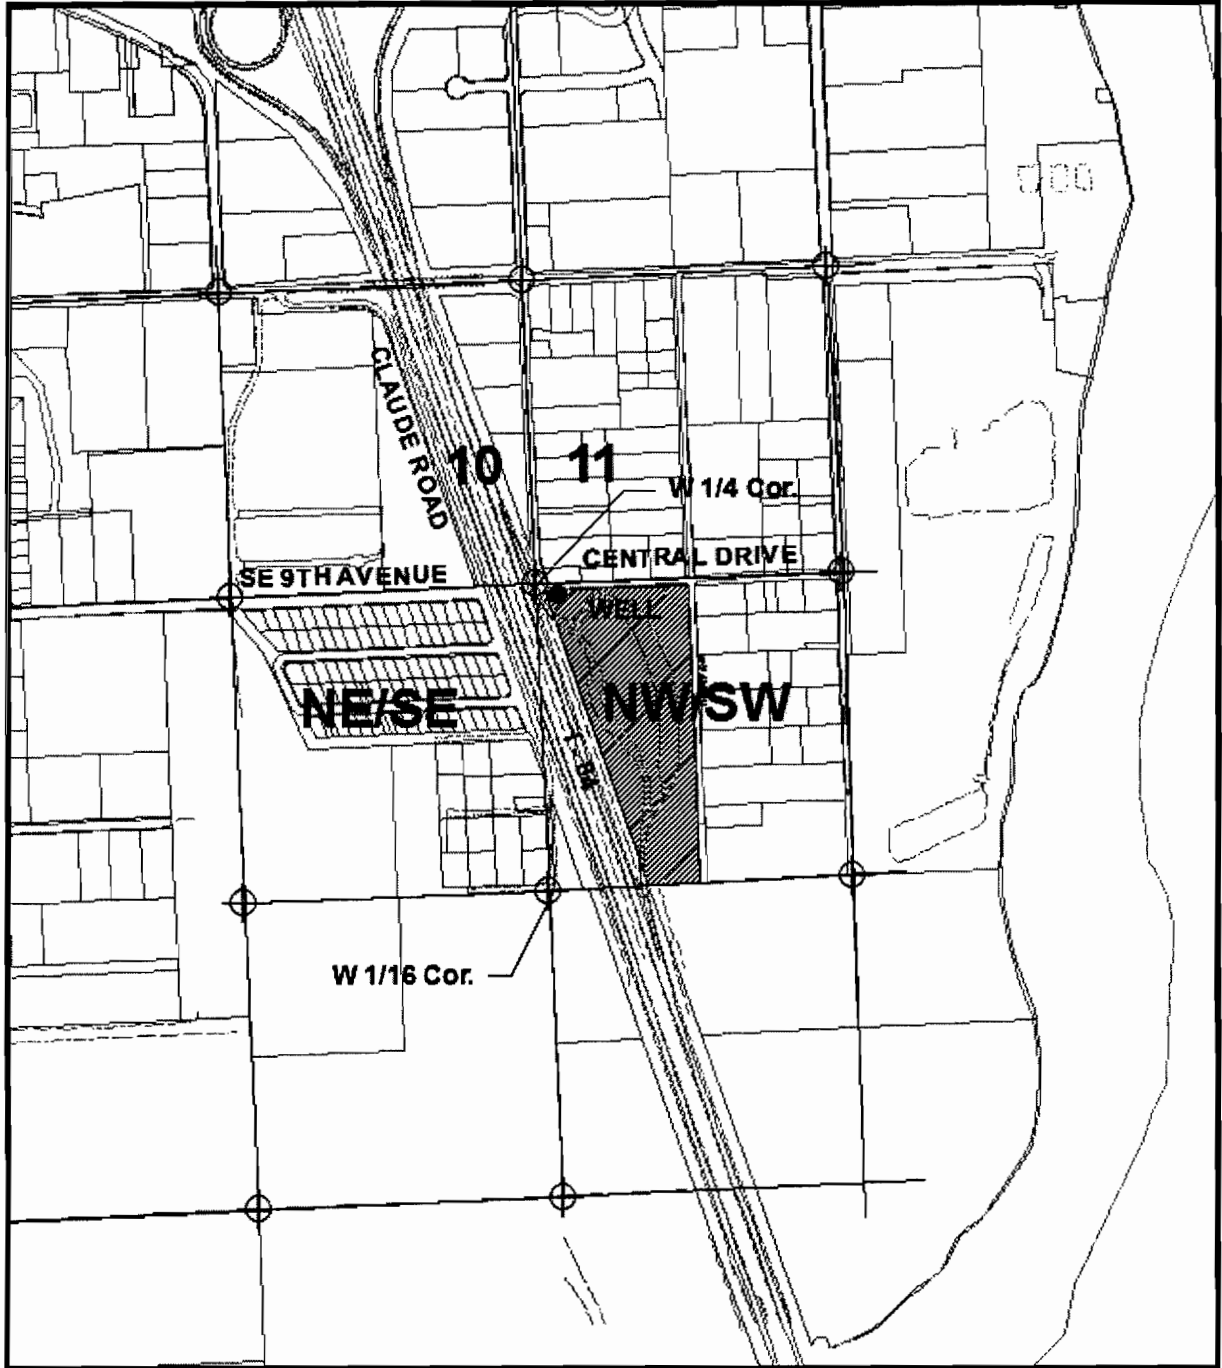 CLAUDE ROAD
10
11
W 1/4 Cor.
SE 9TH AVENUE
CENTRAL DRIVE
WELL
NE/SE
NW/SW
I - 84
W 1/16 Cor.